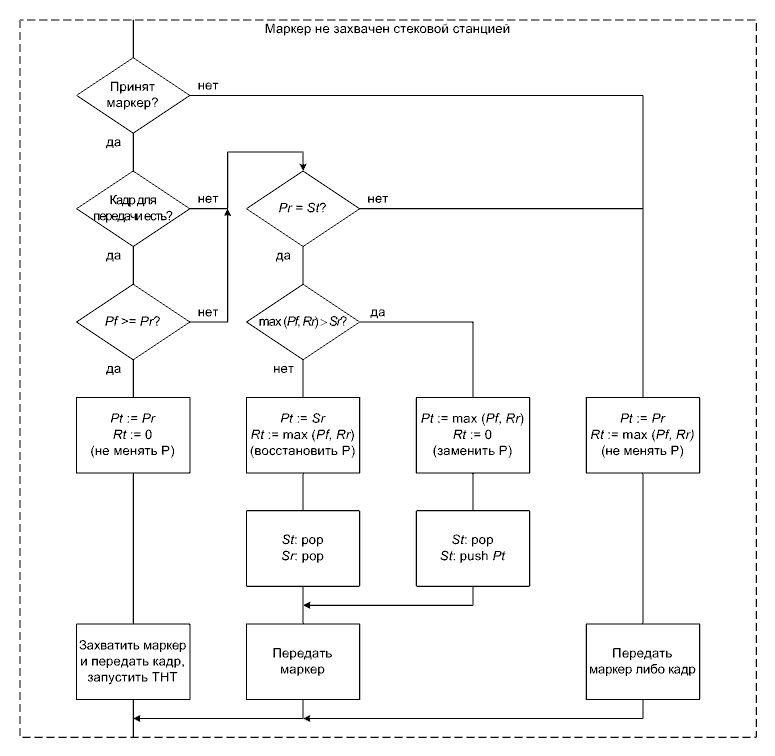 Маркер не захвачен стековой станцией
Принят
маркер?
нет
да
Кадр для
передачи есть?
нет
Pr = St?
нет
да
да
Pf >= Pr?
нет
max (Pf, Rr) > Sr?
да
да
нет
Pt := Pr
Rt := 0
(не менять P)
Pt := Sr
Rt := max (Pf, Rr)
(восстановить P)
Pt := max (Pf, Rr)
Rt := 0
(заменить P)
Pt := Pr
Rt := max (Pf, Rr)
(не менять P)
St: pop
Sr: pop
St: pop
St: push Pt
Захватить маркер
и передать кадр,
запустить ТНТ
Передать
маркер
Передать
маркер либо кадр